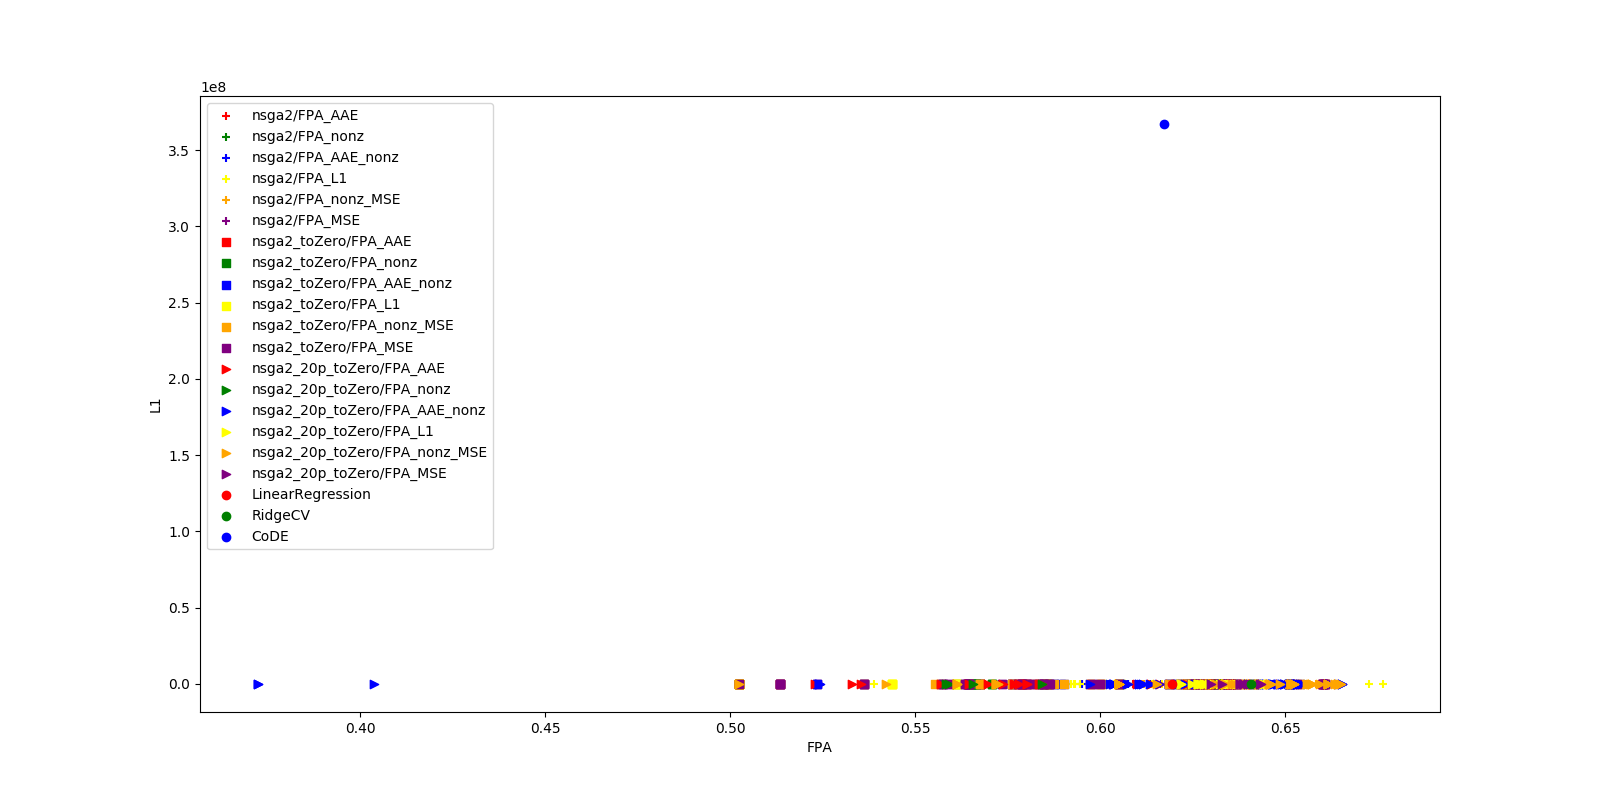 1e8
nsga2/FPA_AAE
nsga2/FPA_nonz
nsga2/FPA_AAE_nonz
nsga2/FPA_L1
nsga2/FPA_nonz_MSE
nsga2/FPA_MSE
nsga2_toZero/FPA_AAE
nsga2_toZero/FPA_nonz
nsga2_toZero/FPA_AAE_nonz
nsga2_toZero/FPA_L1
nsga2_toZero/FPA_nonz_MSE
nsga2_toZero/FPA_MSE
nsga2_20p_toZero/FPA_AAE
nsga2_20p_toZero/FPA_nonz
nsga2_20p_toZero/FPA_AAE_nonz
nsga2_20p_toZero/FPA_L1
nsga2_20p_toZero/FPA_nonz_MSE
nsga2_20p_toZero/FPA_MSE
LinearRegression
RidgeCV
CoDE
3.5
3.0
2.5
2.0
1.5
1.0
0.5
0.0
L1
0.40 0.45 0.50 0.55 0.60 0.65
FPA